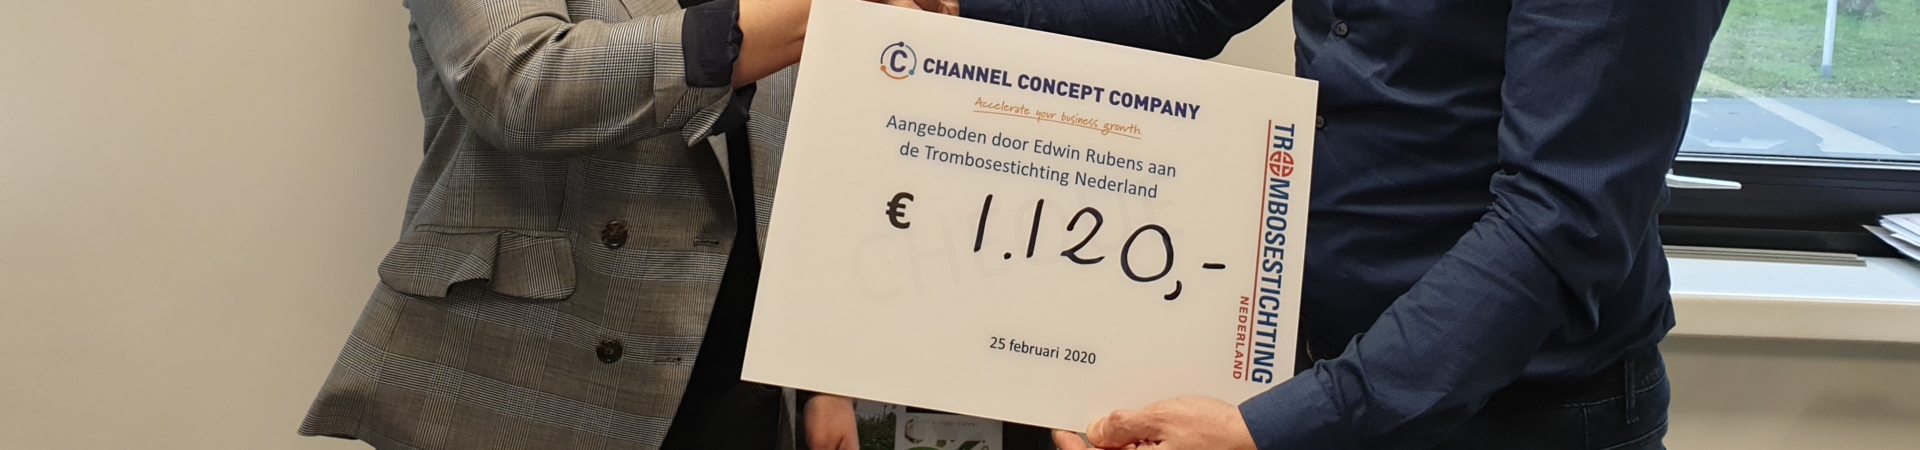 C CHANNEL CONCEPT COMPANY
Accelerate your business growth.
Aangeboden door Edwin Rubens aan
de Trombosestichting Nederland
€ 1.120,-
25 februari 2020
TROMBOSESTICHTING
NEDERLAND